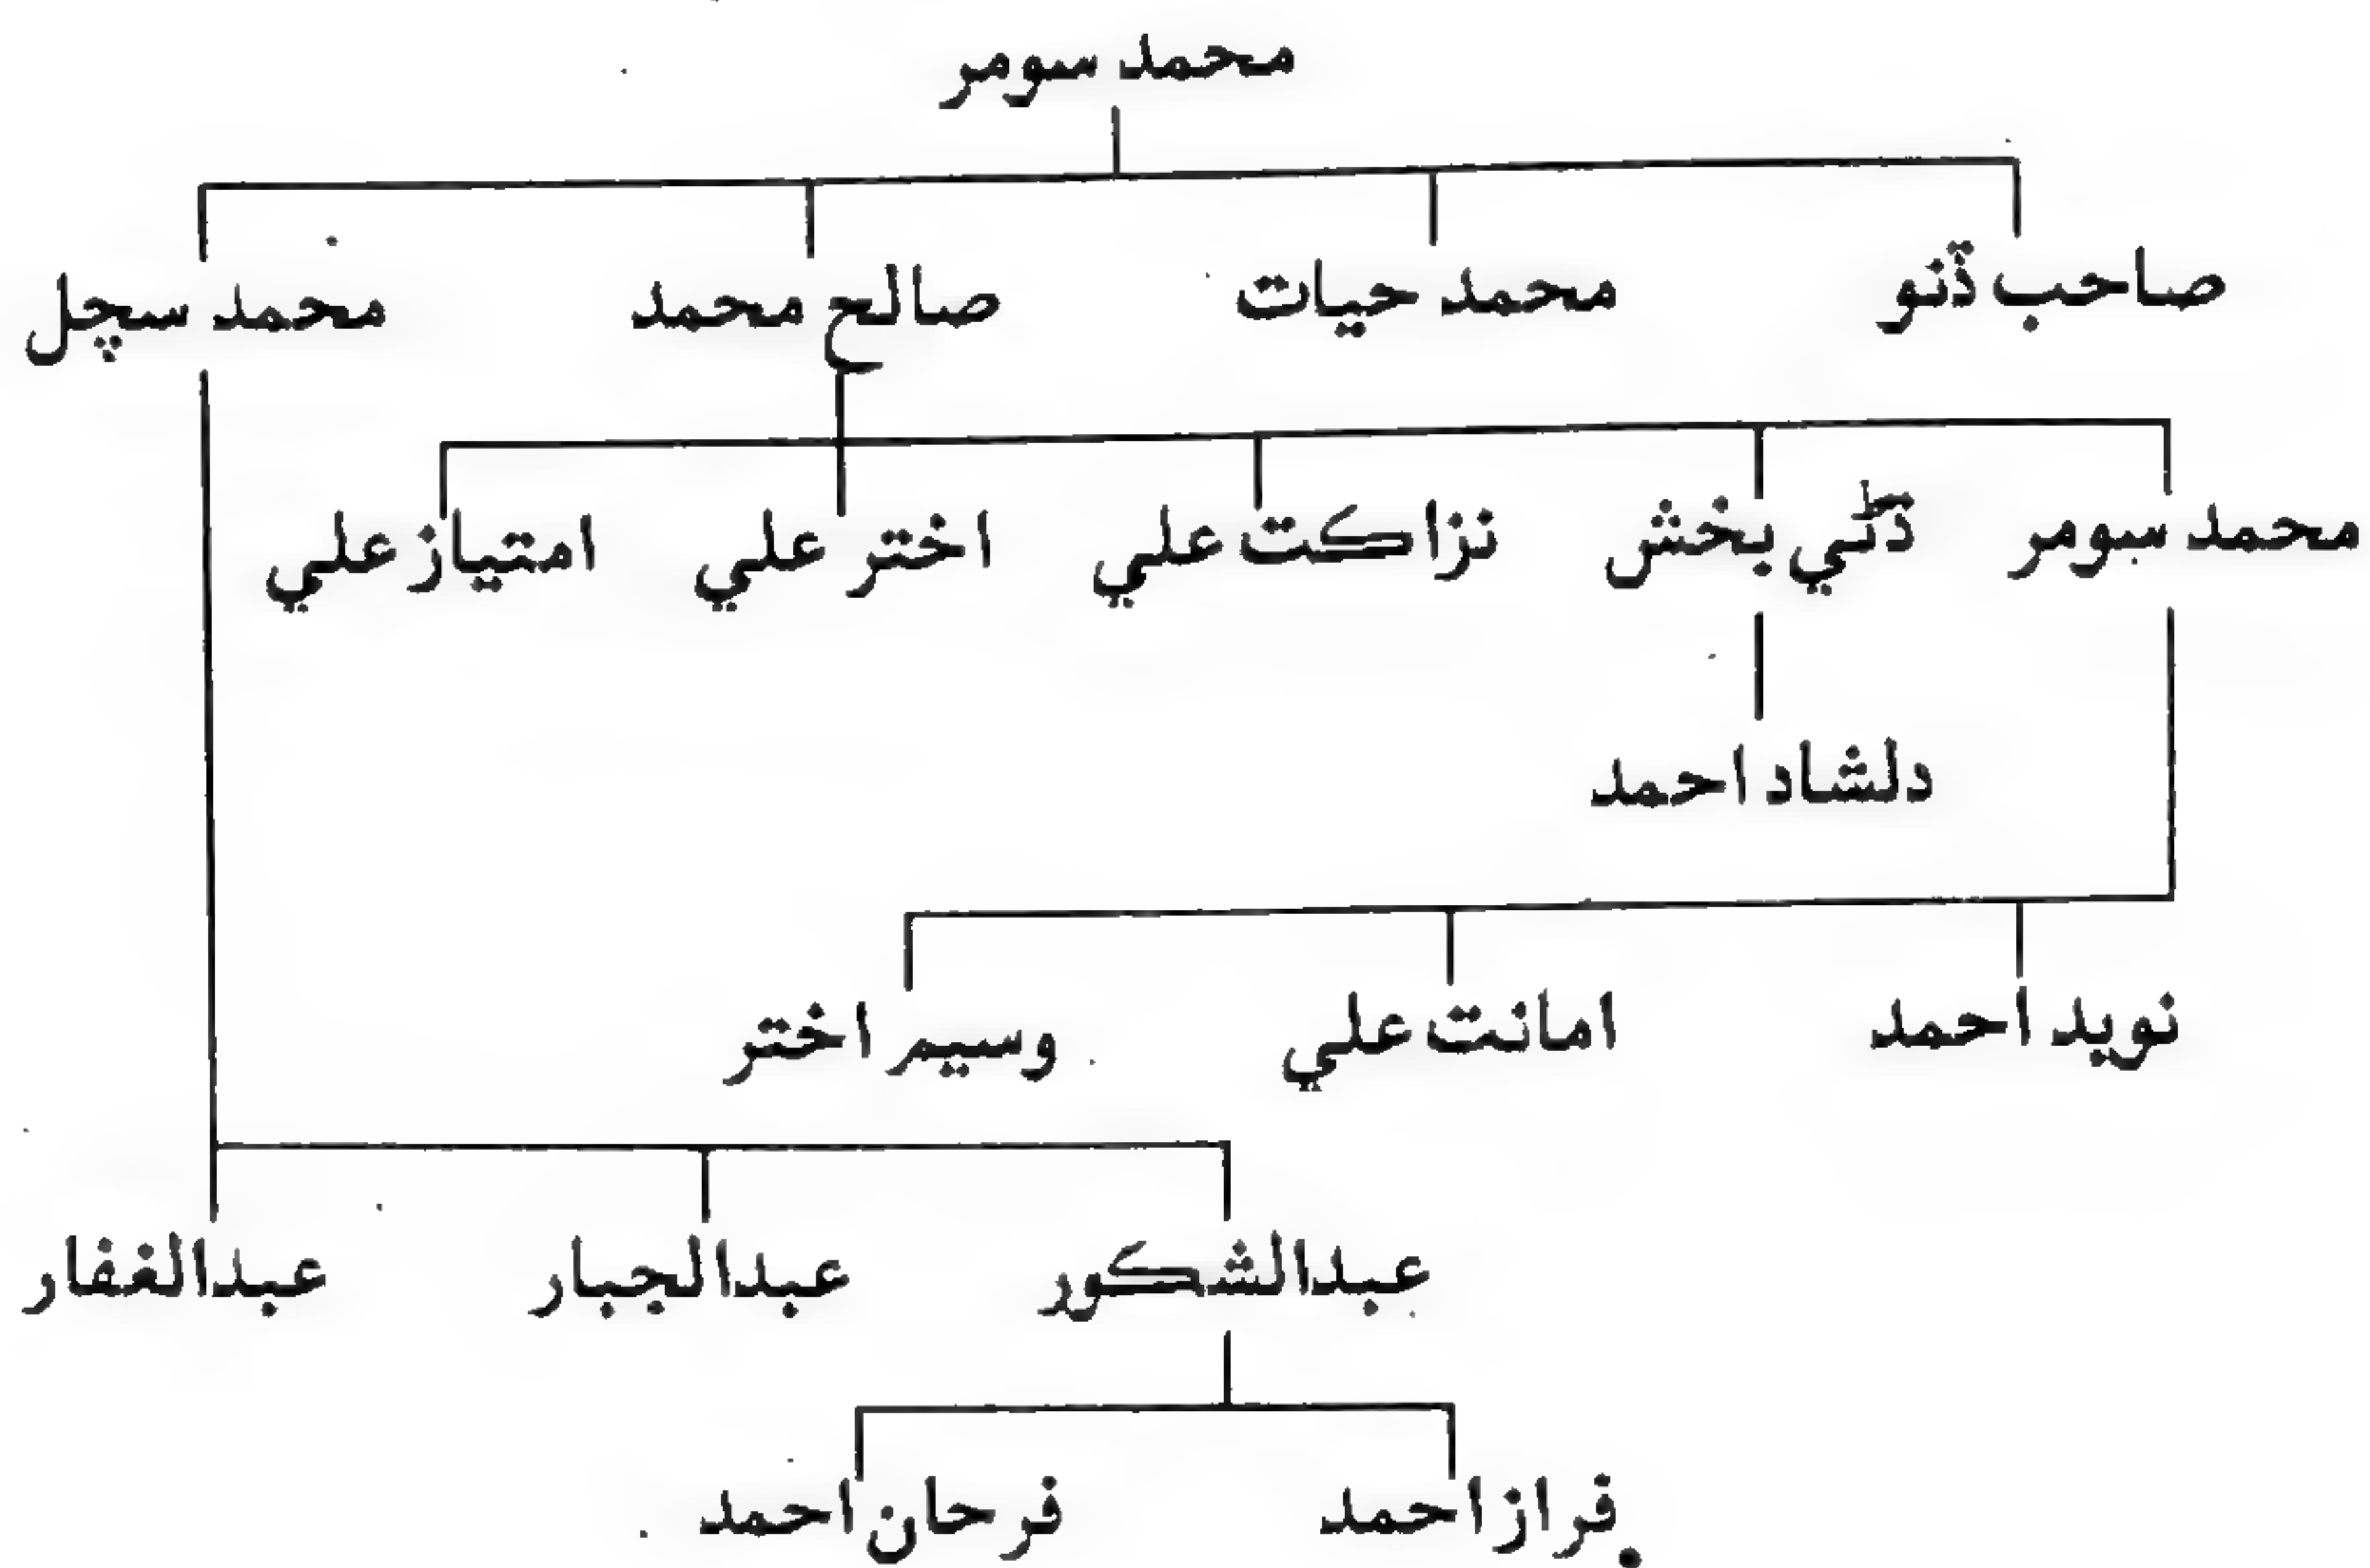 محمد سومر
صاحب ڏنو محمد حيات صالح محمد محمد سچل
محمد سومر ڌڻي بخش نزاڪت علي اختر علي امتياز علي
دلشاد احمد
نويد احمد امانت علي وسيم اختر
عبدالشڪور عبدالجبار عبدالغفار
فراز احمد فرحان احمد